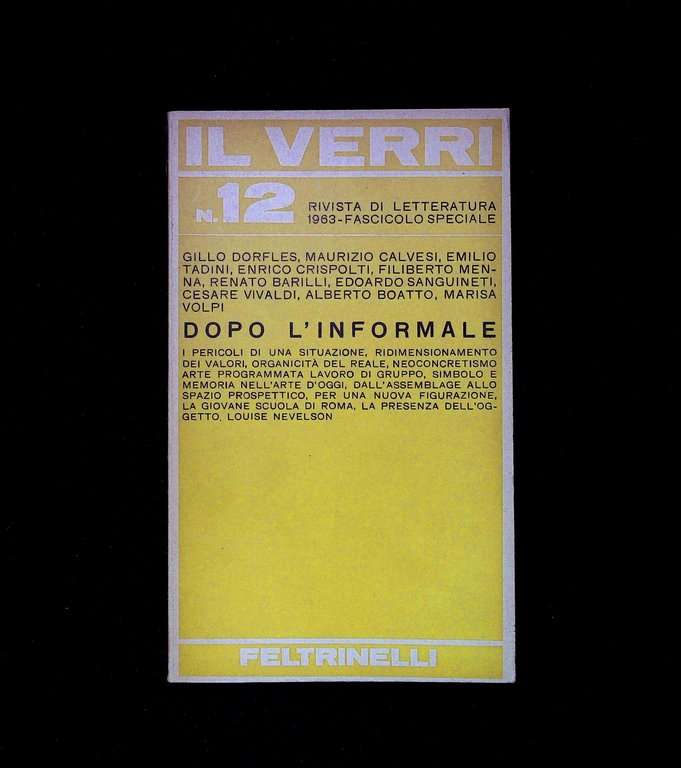 IL VERRI
N.12
RIVISTA DI LETTERATURA
1963-FASCICOLO SPECIALE
GILLO DORFLES, MAURIZIO CALVESI, EMILIO
TADINI, ENRICO CRISPOLTI, FILIBERTO MEN-
NA, RENATO BARILLI, EDOARDO SANGUINETI,
CESARE VIVALDI, ALBERTO BOATTO, MARISA
VOLPI
DOPO L'INFORMALE
I PERICOLI DI UNA SITUAZIONE, RIDIMENSIONAMENTO
DEI VALORI, ORGANICITÀ DEL REALE, NEOCONCRETISMO
ARTE PROGRAMMATA LAVORO DI GRUPPO, SIMBOLO E
MEMORIA NELL'ARTE D'OGGI, DALL'ASSEMBLAGE ALLO
SPAZIO PROSPETTICO, PER UNA NUOVA FIGURAZIONE,
LA GIOVANE SCUOLA DI ROMA, LA PRESENZA DELL'OG-
GETTO, LOUISE NEVELSON
FELTRINELLI